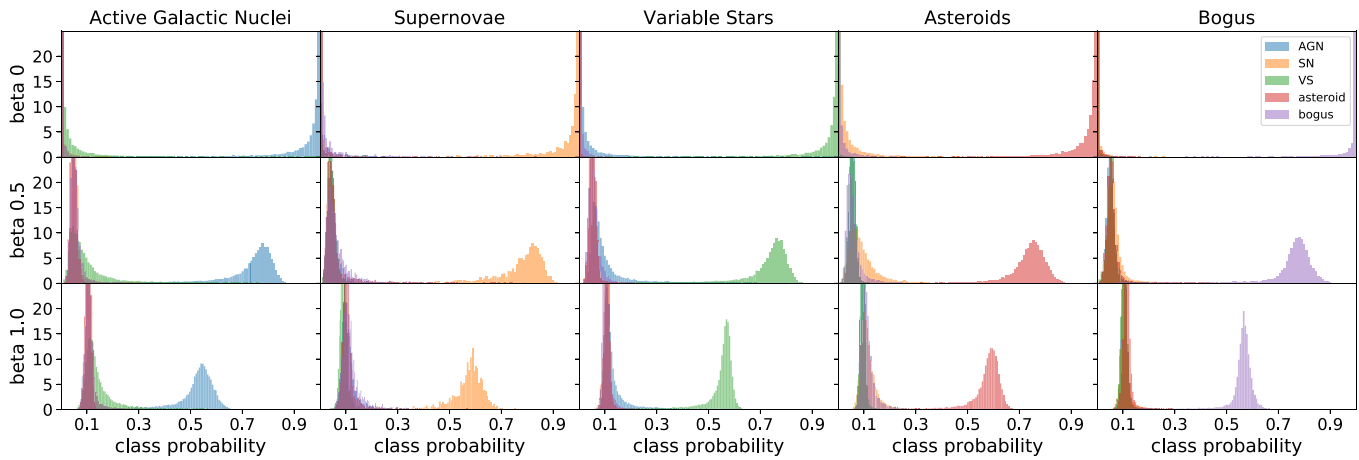 Active Galactic Nuclei Supernovae Variable Stars Asteroids Bogus
beta 0
20
15
10
5
0
AGN
SN
VS
asteroid
bogus
beta 0.5
20
15
10
5
0
beta 1.0
20
15
10
5
0
0.1 0.3 0.5 0.7 0.9 0.1 0.3 0.5 0.7 0.9 0.1 0.3 0.5 0.7 0.9 0.1 0.3 0.5 0.7 0.9 0.1 0.3 0.5 0.7 0.9
class probability class probability class probability class probability class probability